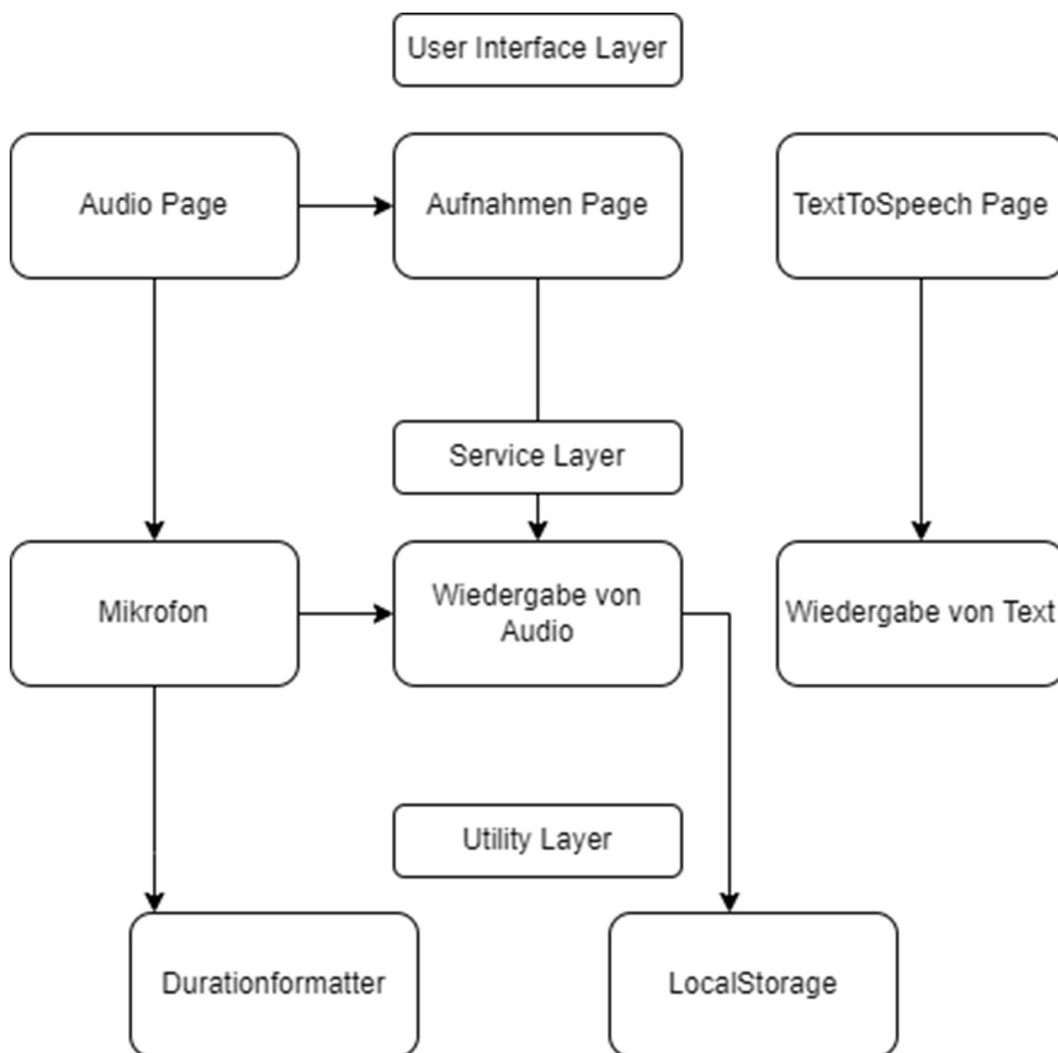 User Interface Layer
Audio Page
Aufnahmen Page
TextToSpeech Page
Service Layer
Mikrofon
Wiedergabe von
Audio
Wiedergabe von Text
Utility Layer
Durationformatter
LocalStorage